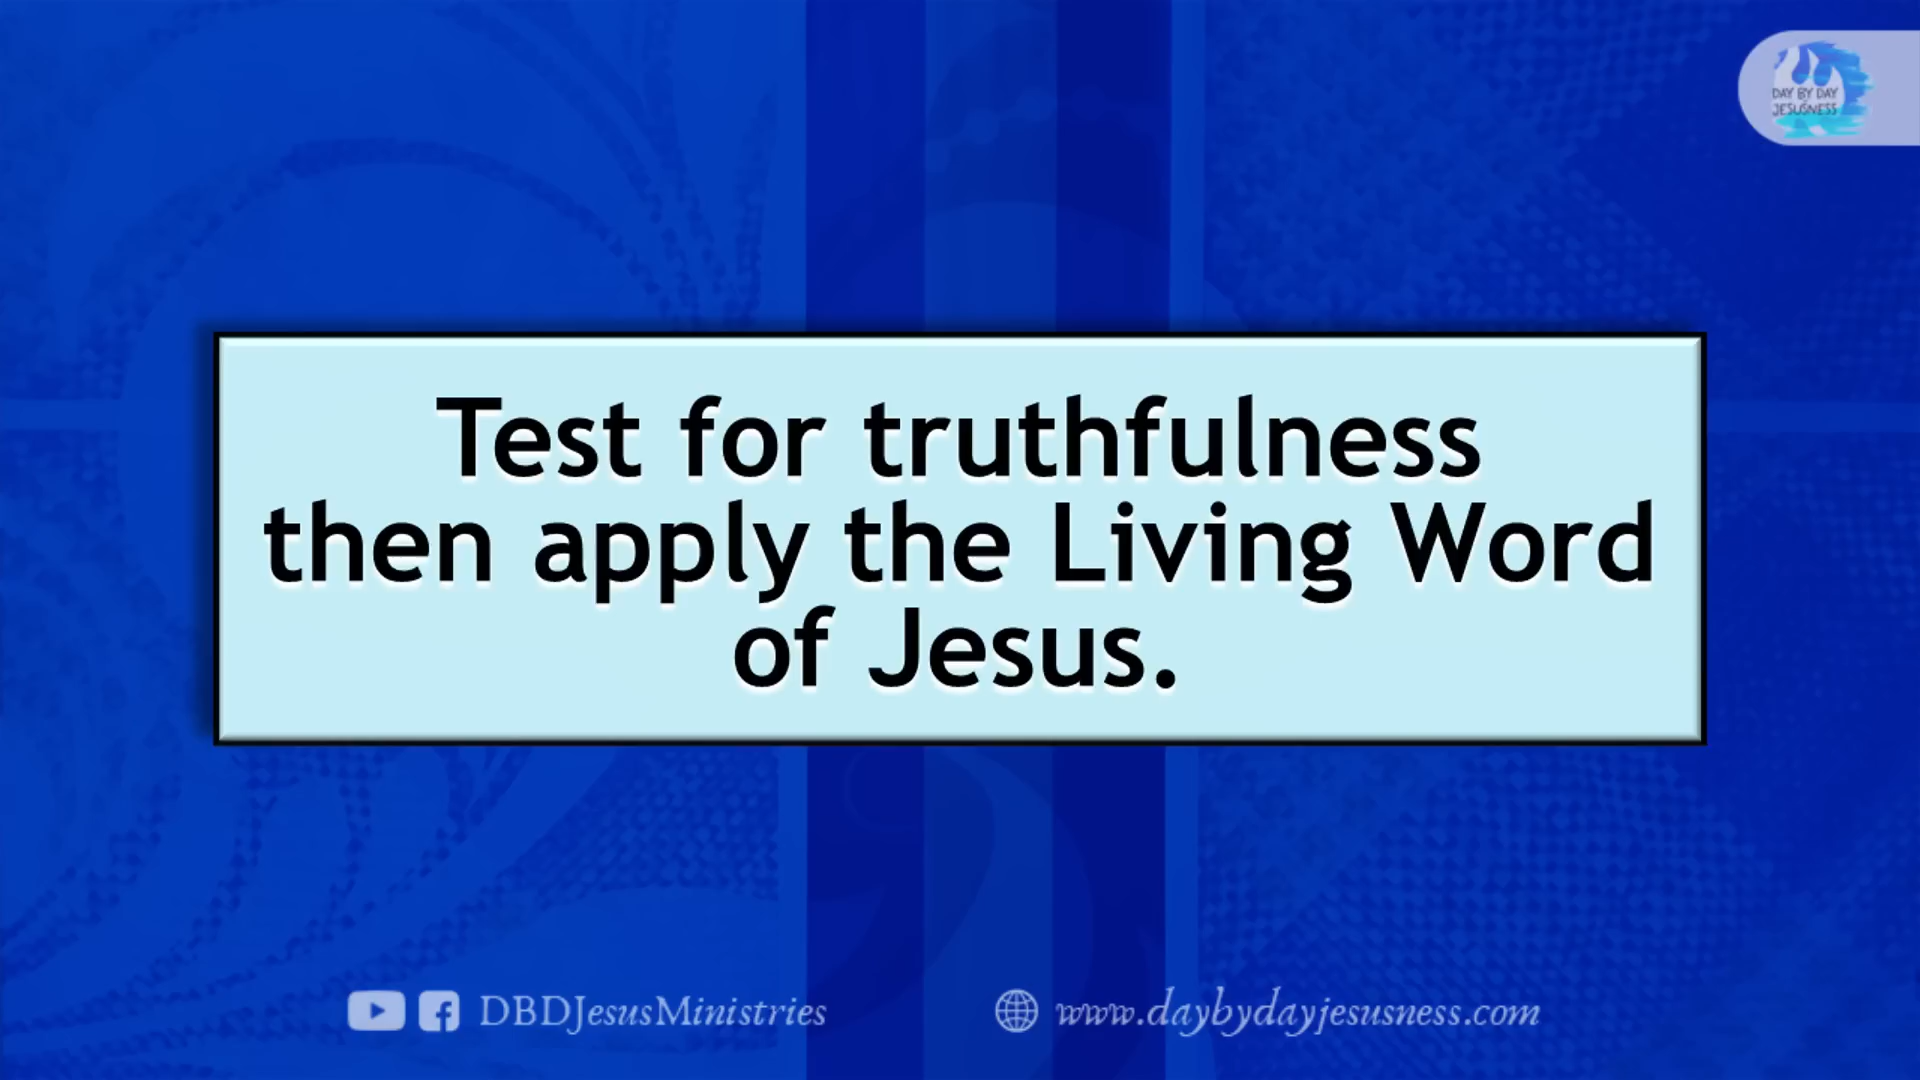 DAY BY DAY
JESUSNESS
Test for truthfulness
then apply the Living Word
of Jesus.
DBDJesusMinistries
www.daybydayjesusness.com